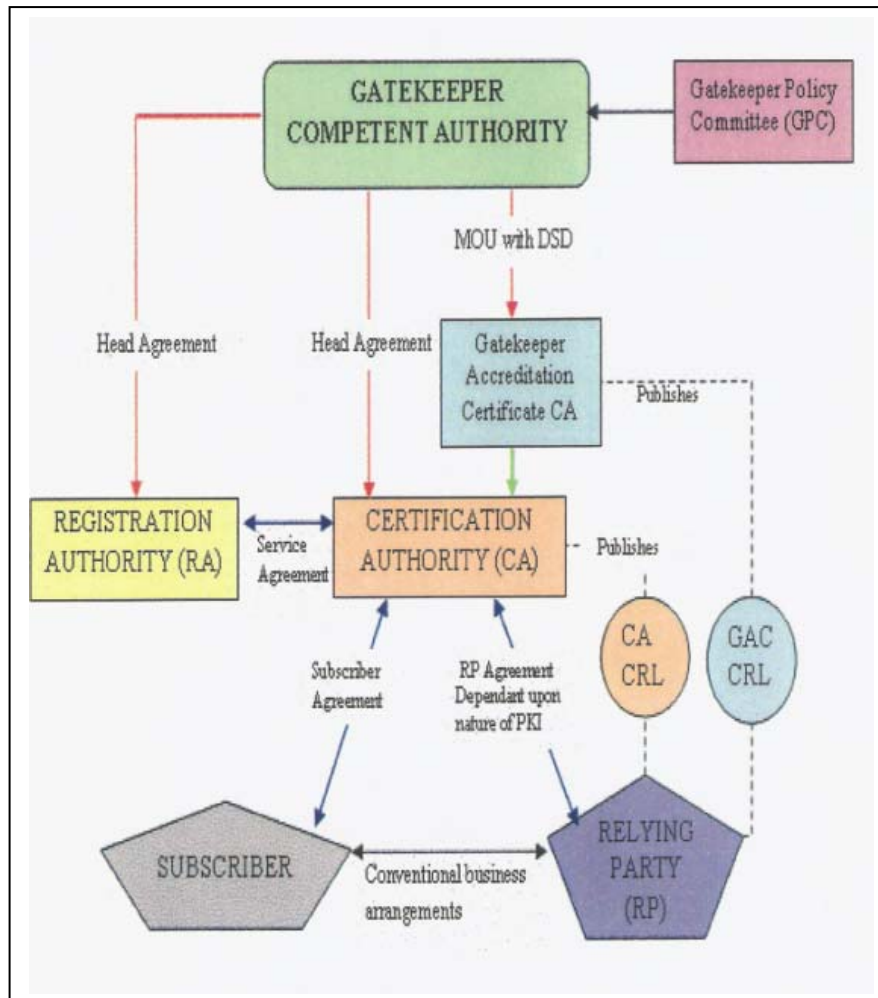 GATEKEEPER
COMPETENT AUTHORITY
Gatekeeper Policy
Committee (GPC)
MOU with DSD
Head Agreement
Head Agreement
Gatekeeper
Accreditation
Certificate CA
Publishes
REGISTRATION
AUTHORITY (RA)
Service
Agreement
CERTIFICATION
AUTHORITY (CA)
Publishes
CA
CRL
GAC
CRL
Subscriber
Agreement
RP Agreement
Dependant upon
nature of PKI
SUBSCRIBER
Conventional business
arrangements
RELYING
PARTY
(RP)